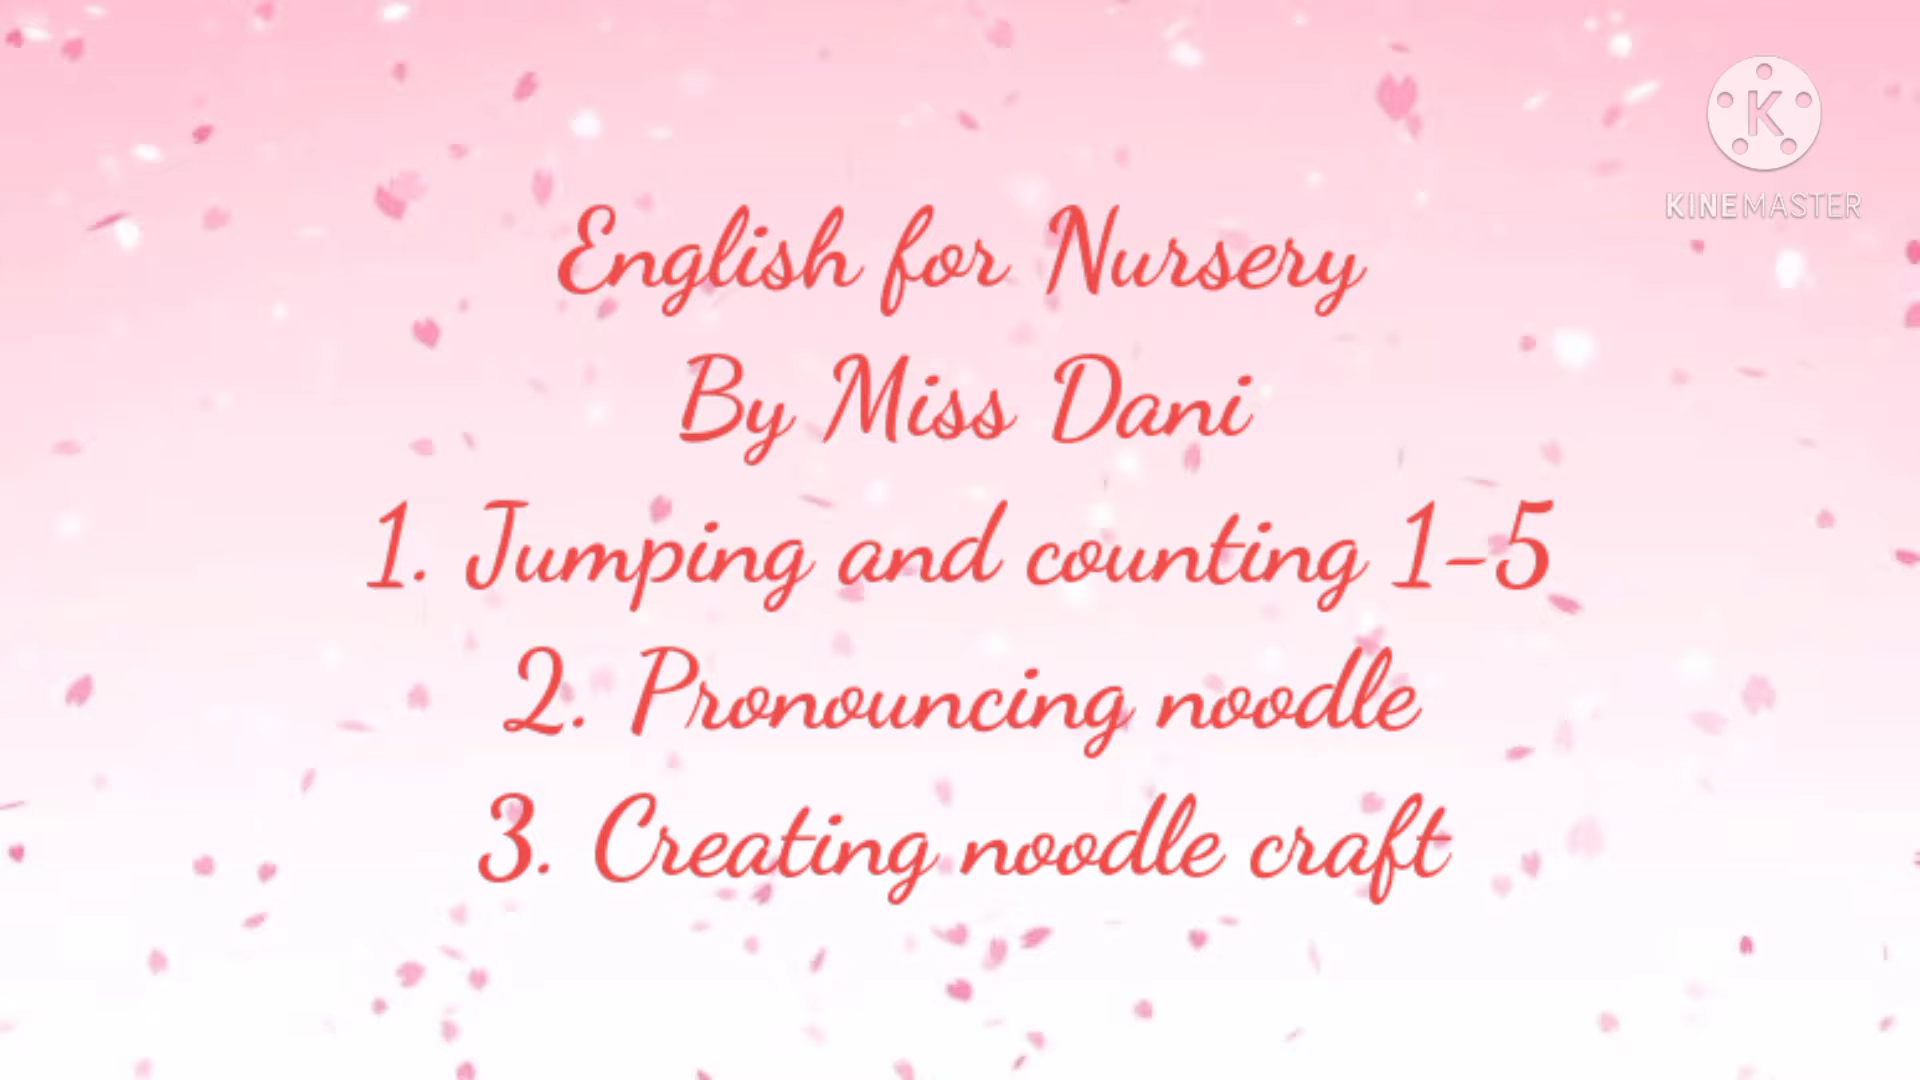 K
KINEMASTER
English for Nursery
By Miss Dani
1. Jumping and counting 1-5
2. Pronouncing noodle
3. Creating noodle craft